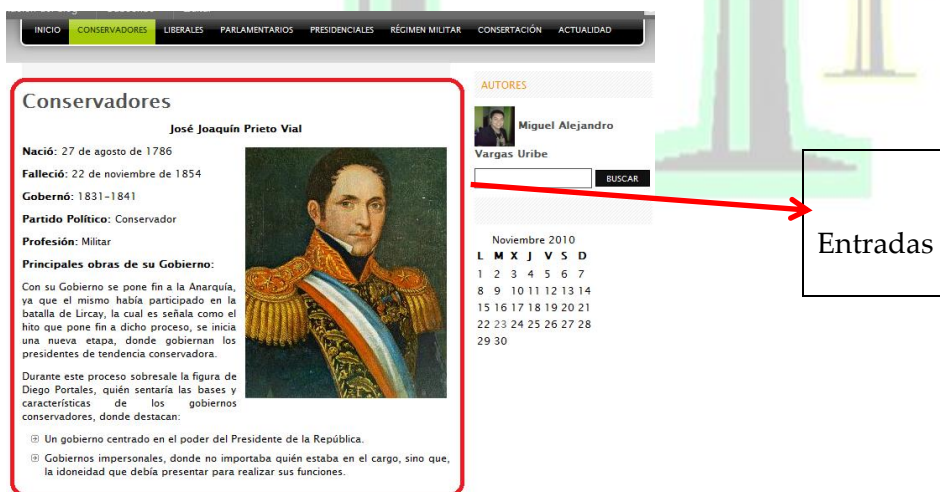 INICIO CONSERVADORES LIBERALES PARLAMENTARIOS PRESIDENCIALES RÉGIMEN MILITAR CONSERTACIÓN ACTUALIDAD
Conservadores
José Joaquín Prieto Vial
Nació: 27 de agosto de 1786
Falleció: 22 de noviembre de 1854
Gobernó: 1831-1841
Partido Político: Conservador
Profesión: Militar
Principales obras de su Gobierno:
Con su Gobierno se pone fin a la Anarquía,
ya que el mismo había participado en la
batalla de Lircay, la cual es señala como el
hito que pone fin a dicho proceso, se inicia
una nueva etapa, donde gobiernan los
presidentes de tendencia conservadora.
Durante este proceso sobresale la figura de
Diego Portales, quién sentaría las bases y
características de los gobiernos
conservadores, donde destacan:
Un gobierno centrado en el poder del Presidente de la República.
Gobiernos impersonales, donde no importaba quién estaba en el cargo, sino que,
la idoneidad que debía presentar para realizar sus funciones.
AUTORES
Miguel Alejandro
Vargas Uribe
BUSCAR
Noviembre 2010
L M X J V S D
1 2 3 4 5 6 7
8 9 10 11 12 13 14
15 16 17 18 19 20 21
22 23 24 25 26 27 28
29 30
Entradas